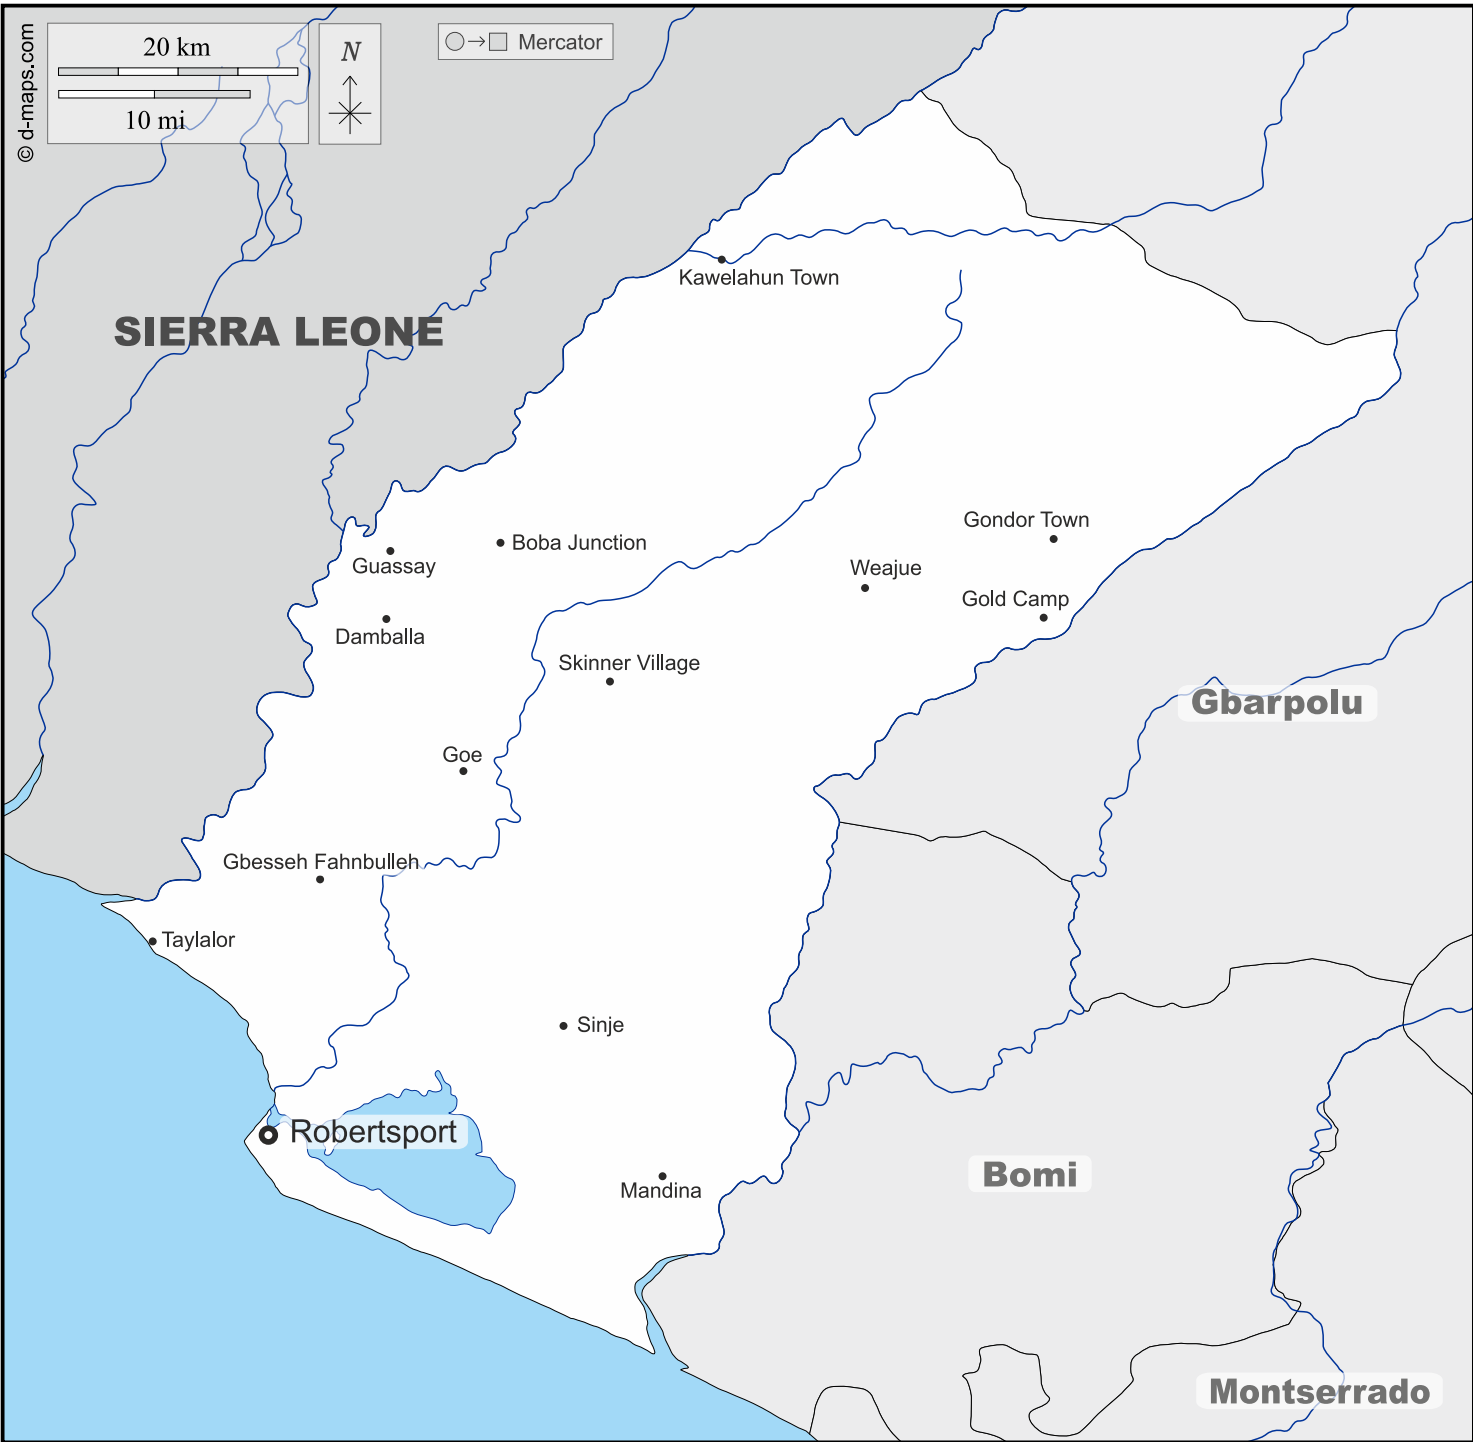 © d-maps.com
20 km
10 mi
N
Mercator
SIERRA LEONE
Kawelahun Town
Gondor Town
Boba Junction
Guassay
Weajue
Gold Camp
Damballa
Skinner Village
Gbarpolu
Goe
Gbesseh Fahnbulleh
Taylalor
Sinje
Robertsport
Mandina
Bomi
Montserrado